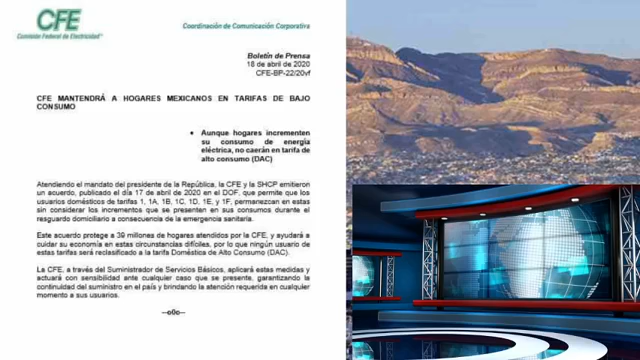 CFE
Comisión Federal de Electricidad
Coordinación de Comunicación Corporativa
Boletín de Prensa
18 de abril de 2020
CFE-BP-22/20vf
CFE MANTENDRÁ A HOGARES MEXICANOS EN TARIFAS DE BAJO
CONSUMO
• Aunque hogares incrementen
su consumo de energía
eléctrica, no caerán en tarifa de
alto consumo (DAC)
Atendiendo el mandato del presidente de la República, la CFE y la SHCP emitieron
un acuerdo, publicado el día 17 de abril de 2020 en el DOF, que permite que los
usuarios domésticos de tarifas 1, 1A, 1B, 1C, 1D, 1E, y 1F, permanezcan en estas
sin considerar los incrementos que se presenten en sus consumos durante el
resguardo domiciliario a consecuencia de la emergencia sanitaria.
Este acuerdo protege a 39 millones de hogares atendidos por la CFE, y ayudará a
cuidar su economía en estas circunstancias difíciles, por lo que ningún usuario de
estas tarifas será reclasificado a la tarifa Doméstica de Alto Consumo (DAC).
La CFE, a través del Suministrador de Servicios Básicos, aplicará estas medidas y
actuará con sensibilidad ante cualquier caso que se presente, garantizando la
continuidad del suministro en el país y brindando la atención requerida en cualquier
momento a sus usuarios.
--o0o--